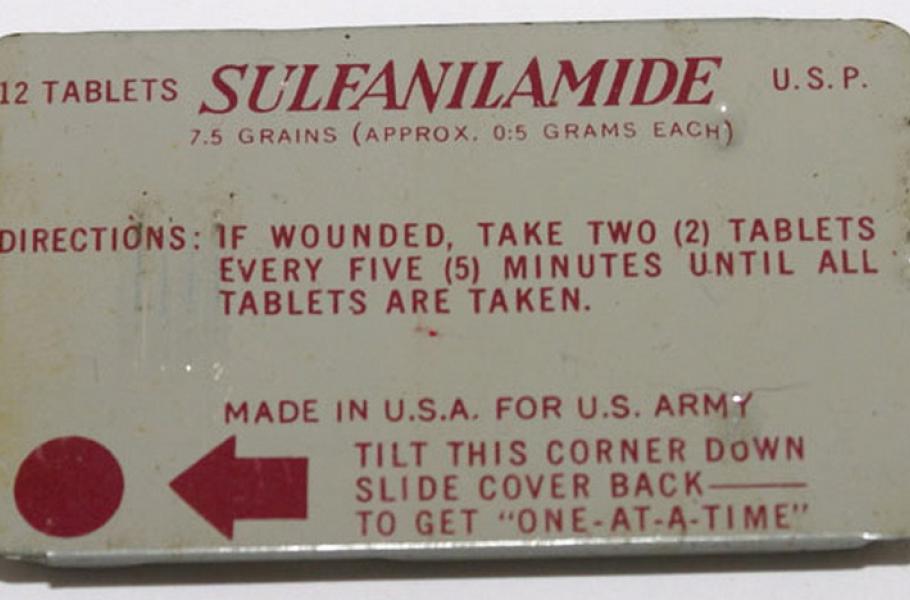 12 TABLETS SULFANILAMIDE U.S.P.
7.5 GRAINS (APPROX. 0:5 GRAMS EACH)
DIRECTIONS: IF WOUNDED, TAKE TWO (2) TABLETS
EVERY FIVE (5) MINUTES UNTIL ALL
TABLETS ARE TAKEN.
MADE IN U.S.A. FOR U.S. ARMY
TILT THIS CORNER DOWN
SLIDE COVER BACK——
TO GET "ONE-AT-A-TIME"